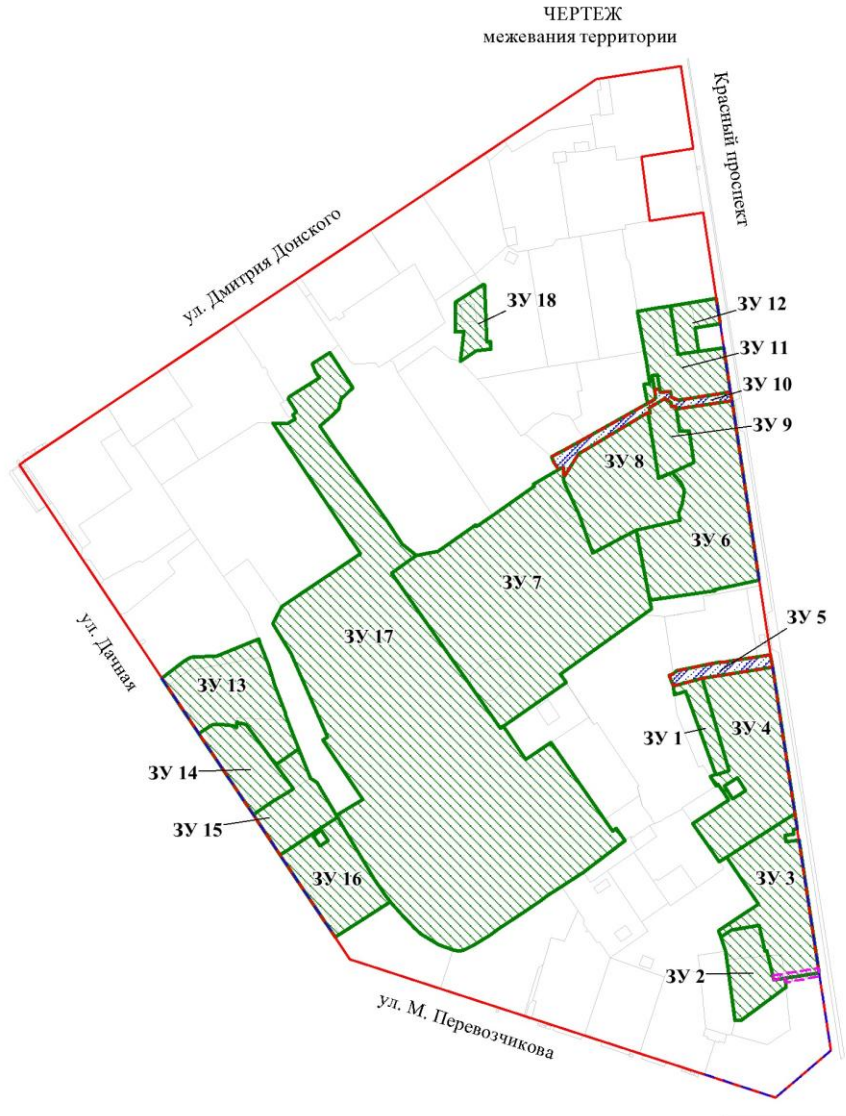 ЧЕРТЕЖ
межевания территории
Красный проспект
ул. Дмитрия Донского
ЗУ 18
ЗУ 12
ЗУ 11
ЗУ 10
ЗУ 9
ЗУ 8
ЗУ 6
ЗУ 7
ЗУ 5
ул. Дачная
ЗУ 17
ЗУ 13
ЗУ 1
ЗУ 4
ЗУ 14
ЗУ 15
ЗУ 16
ЗУ 3
ЗУ 2
ул. М. Перевозчикова